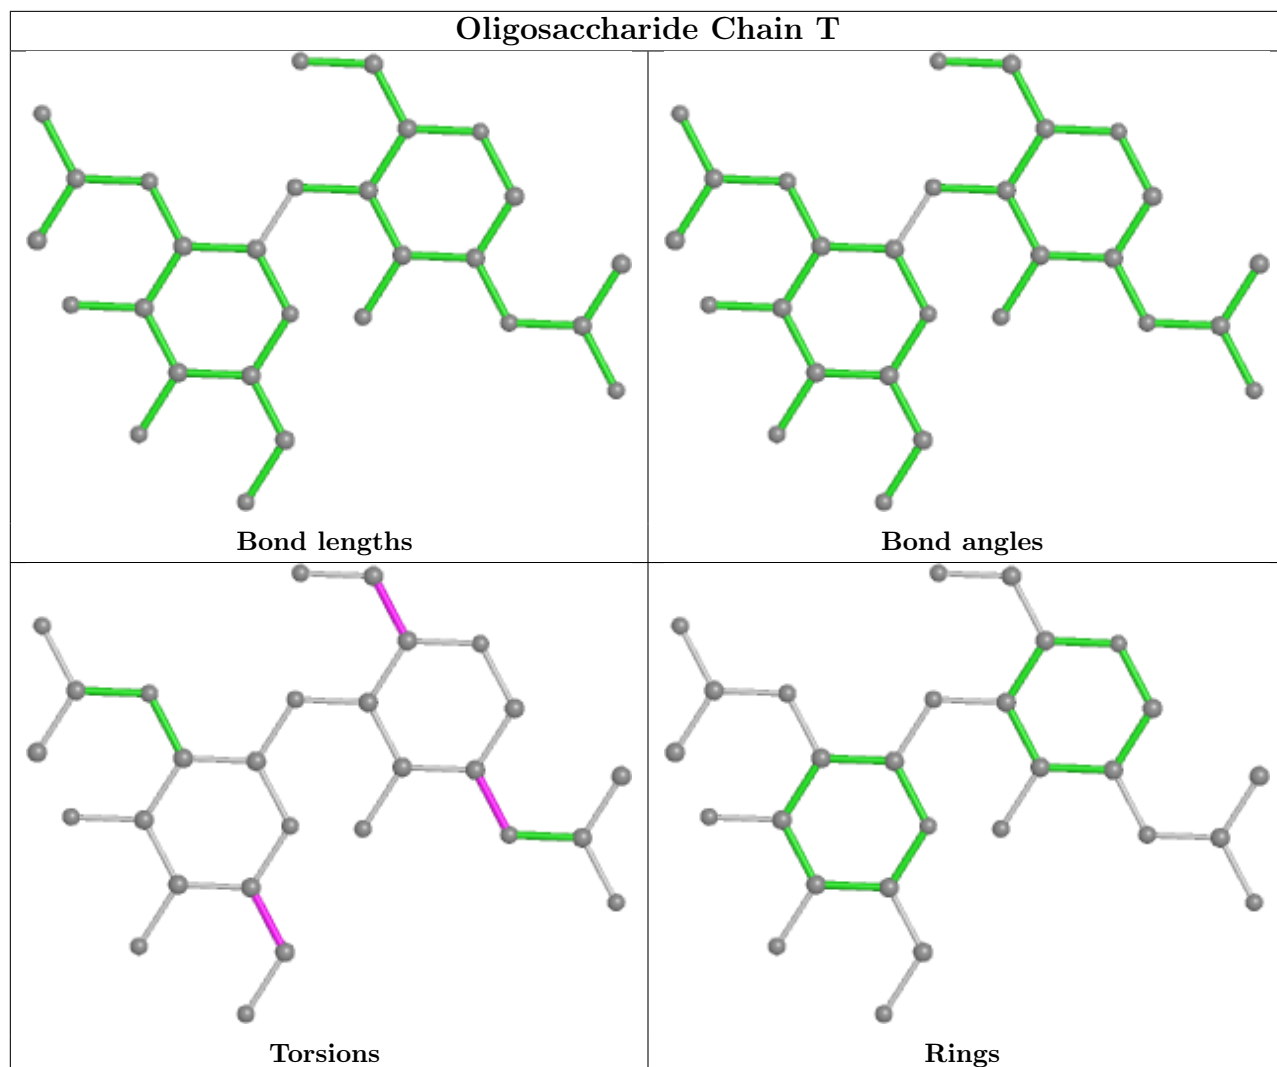 Oligosaccharide Chain T
Bond lengths
Bond angles
Torsions
Rings